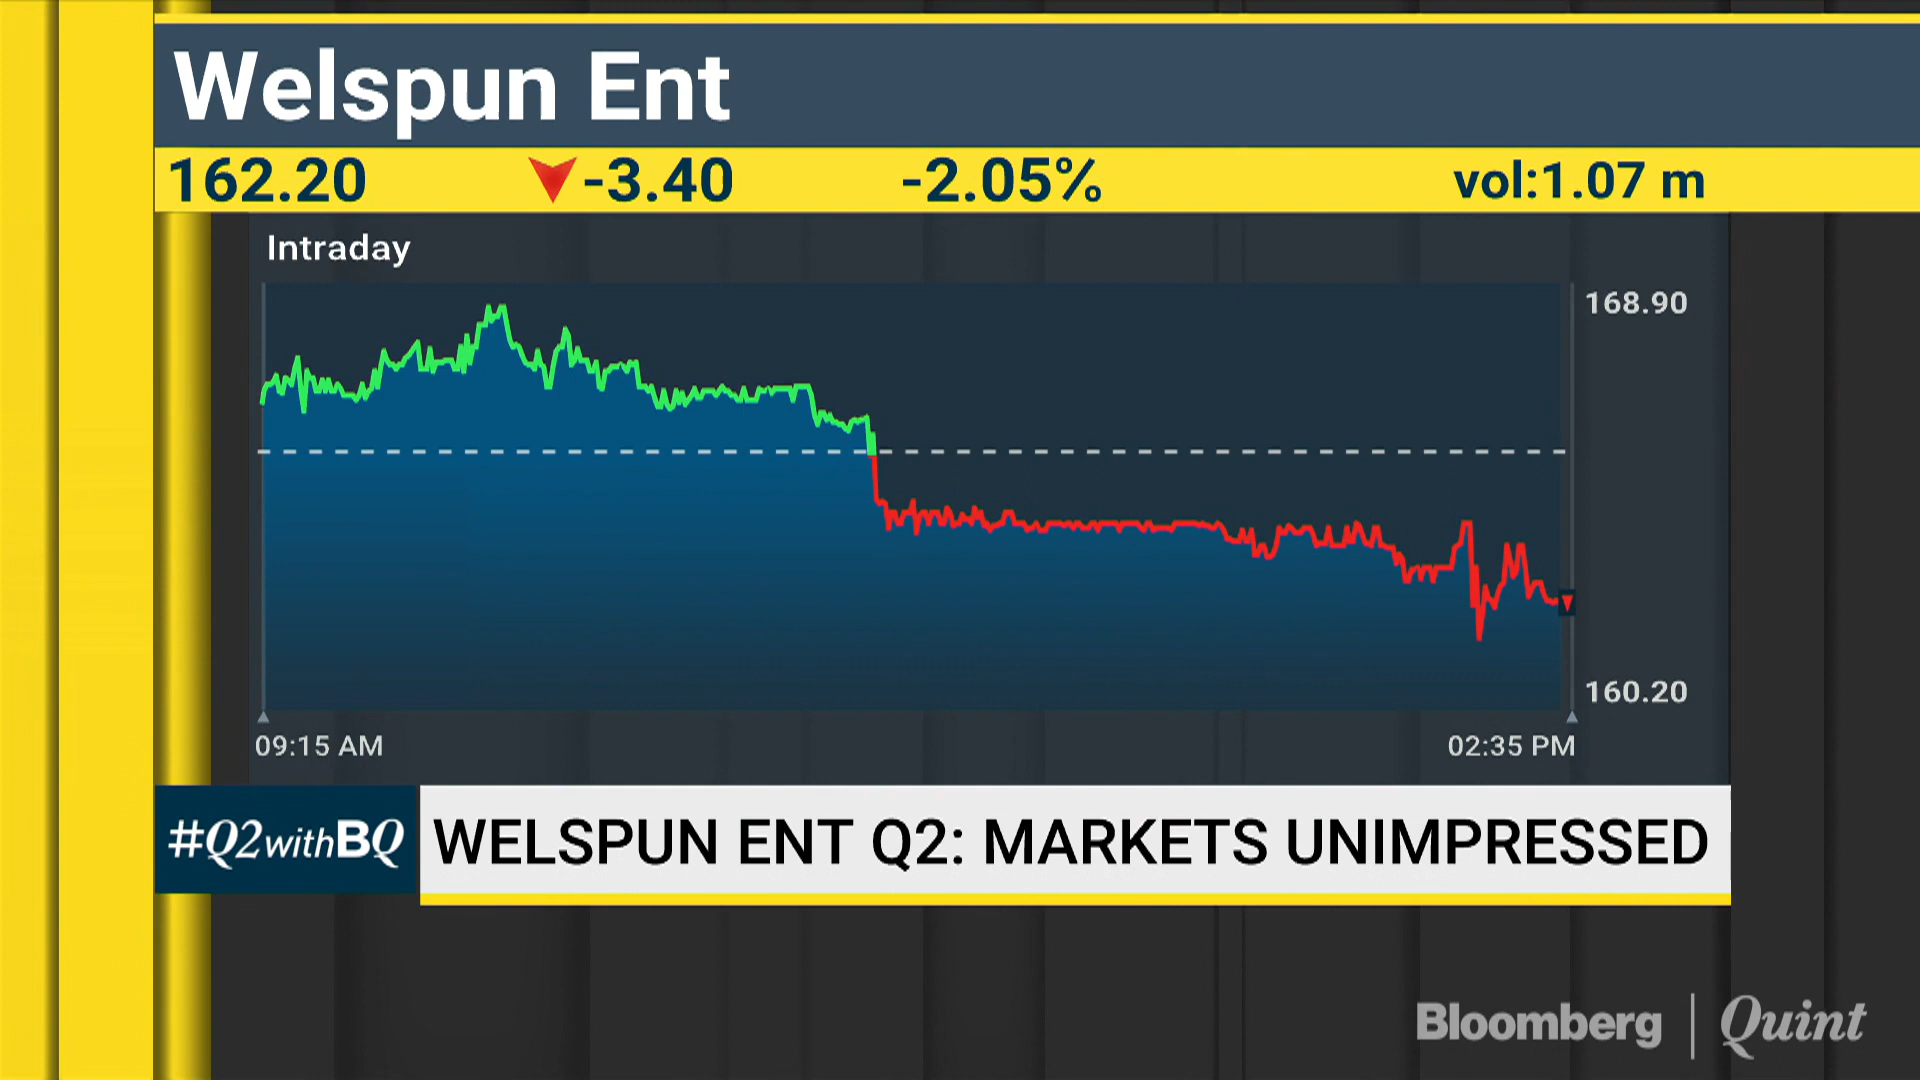 Welspun Ent
162.20 -3.40 -2.05% vol:1.07 m
Intraday
168.90
160.20
09:15 AM 02:35 PM
#Q2withBQ WELSPUN ENT Q2: MARKETS UNIMPRESSED
Bloomberg | Quint